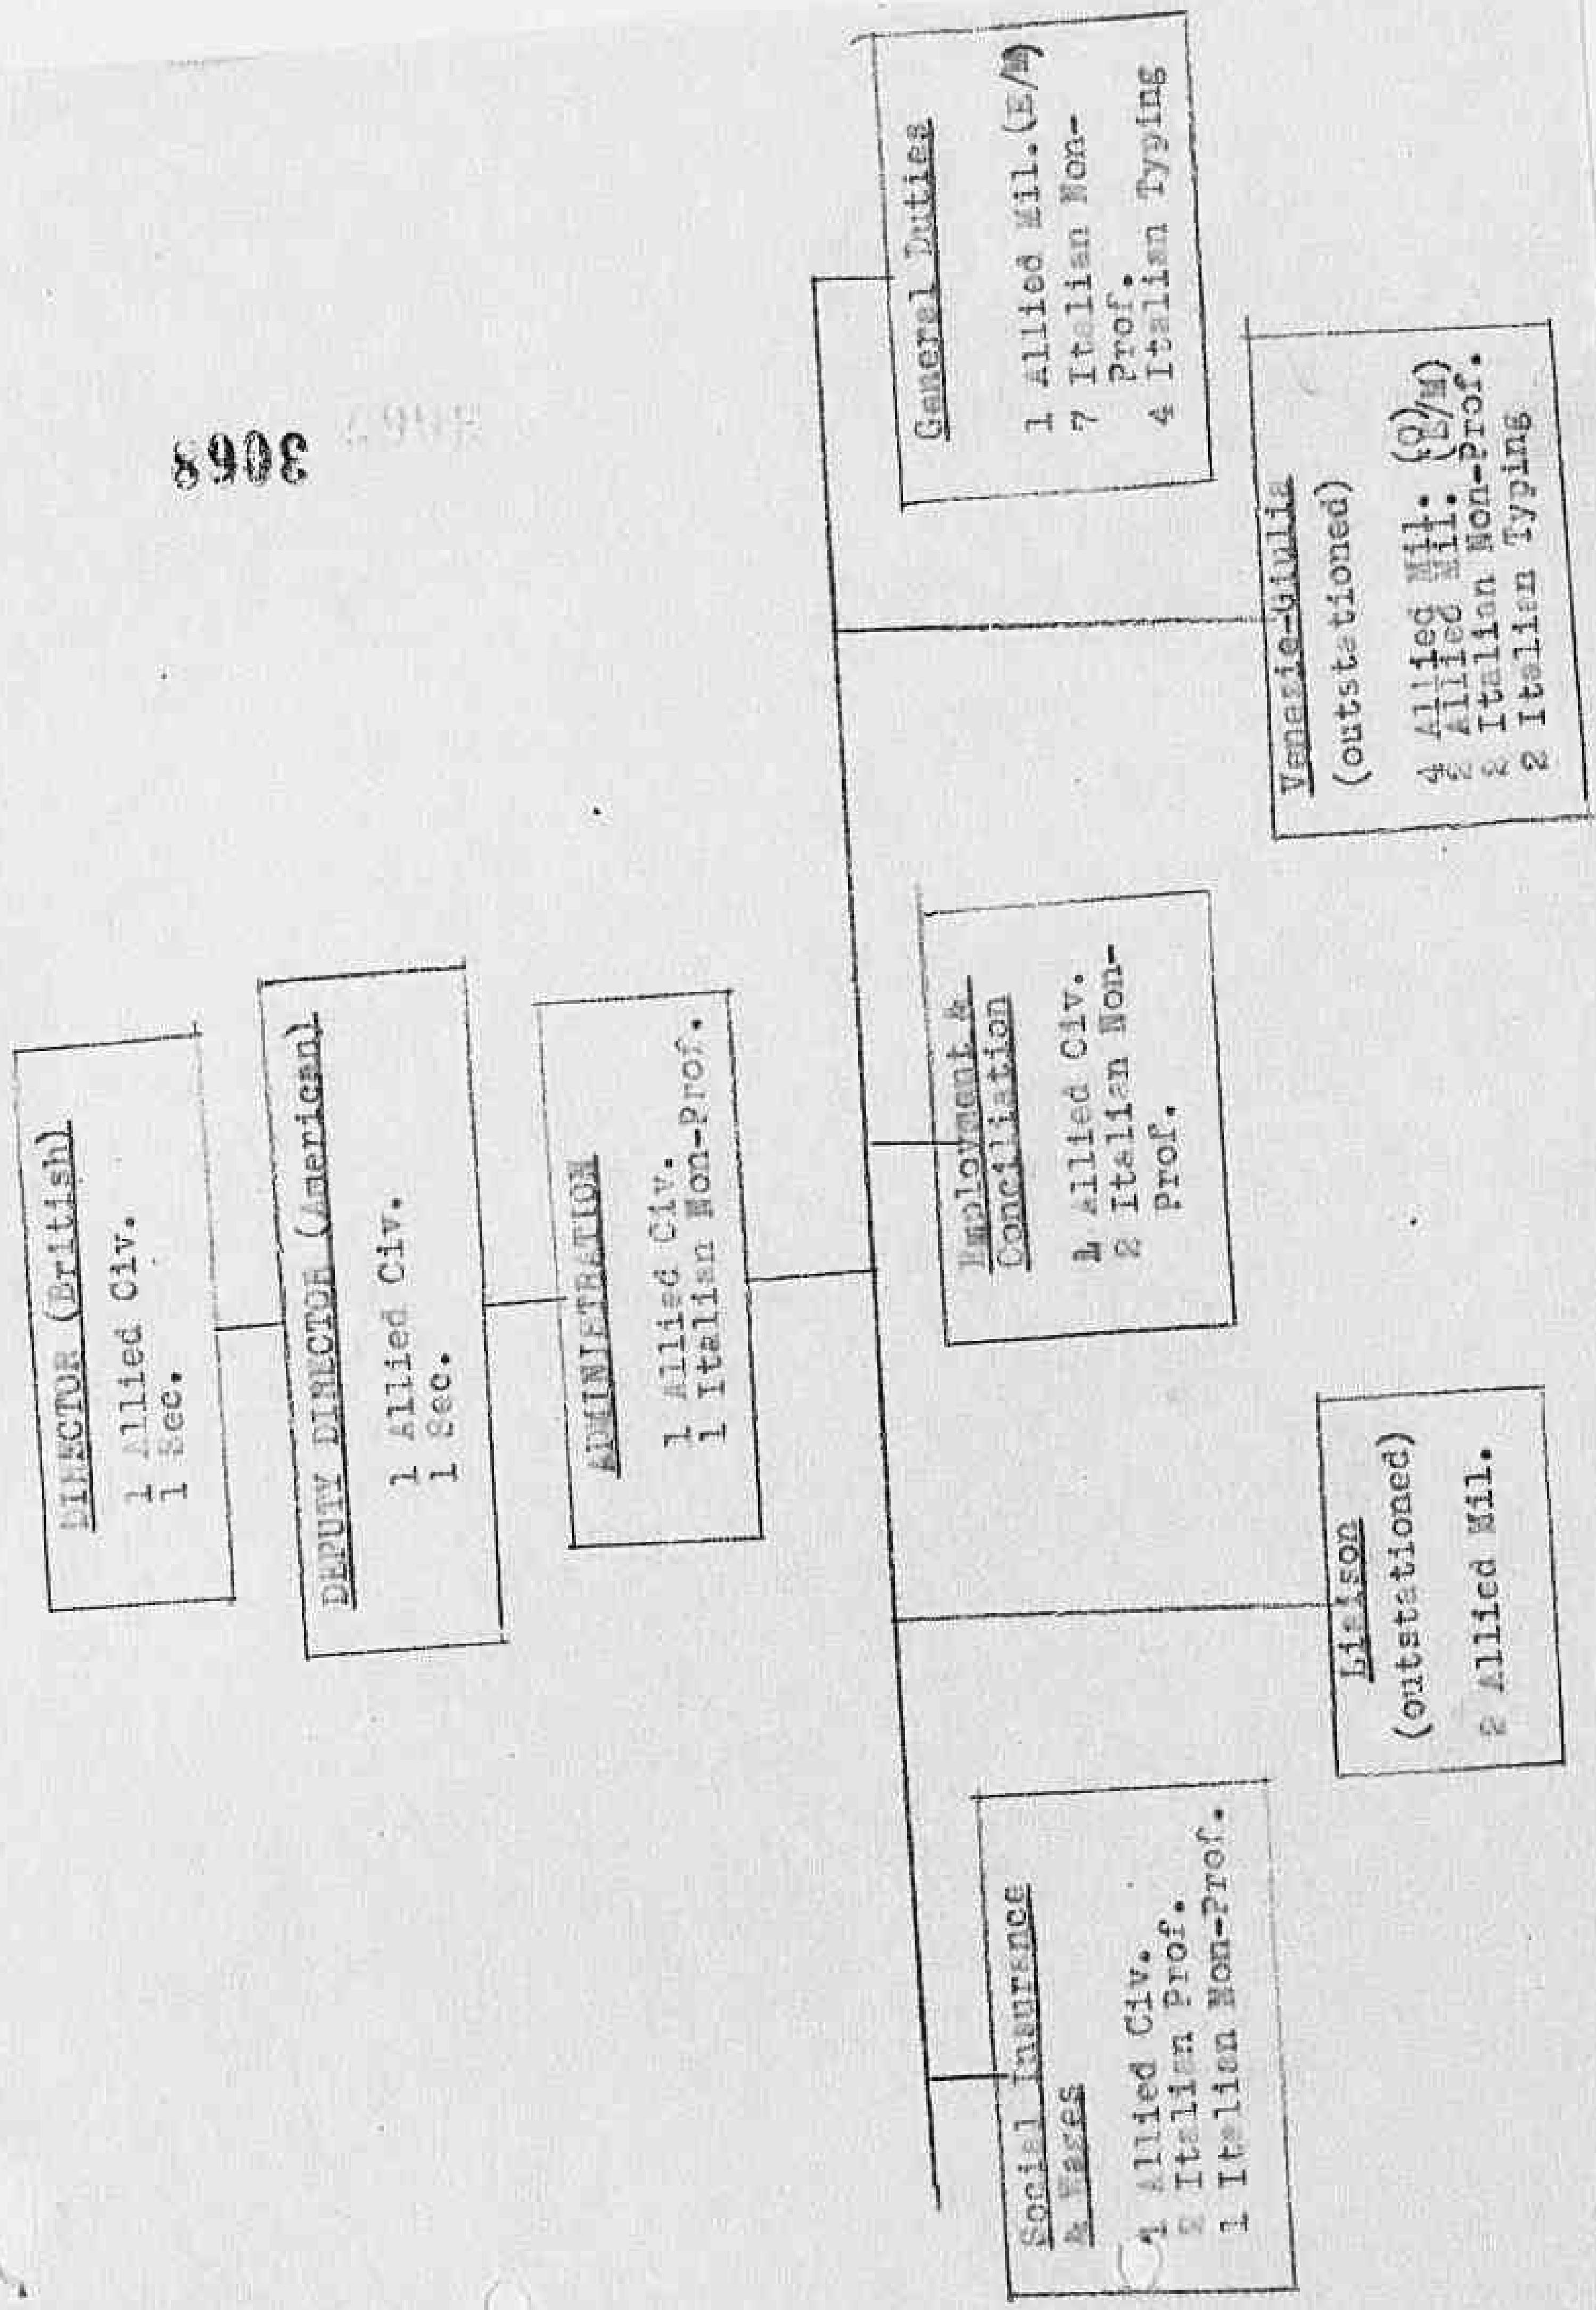 3068
DIRECTOR (British)
1 Allied Civ.
1 Sec.
DEPUTY DIRECTOR (American)
1 Allied Civ.
1 Sec.
ADMINISTRATION
1 Allied Civ.
1 Italian Non-Prof.
Social Insurance
& Wages
1 Allied Civ.
2 Italian Prof.
1 Italian Non-Prof.
Liaison
(outstationed)
2 Allied Mil.
Employment &
Conciliation
1 Allied Civ.
2 Italian Non-
Prof.
Venezia-Giulia
(outstationed)
4 Allied Mil. (O)
2 Allied Mil. (E/M)
2 Italian Non-Prof.
2 Italian Typing
General Duties
1 Allied Mil.(E/M)
7 Italian Non-
Prof.
4 Italian Typing